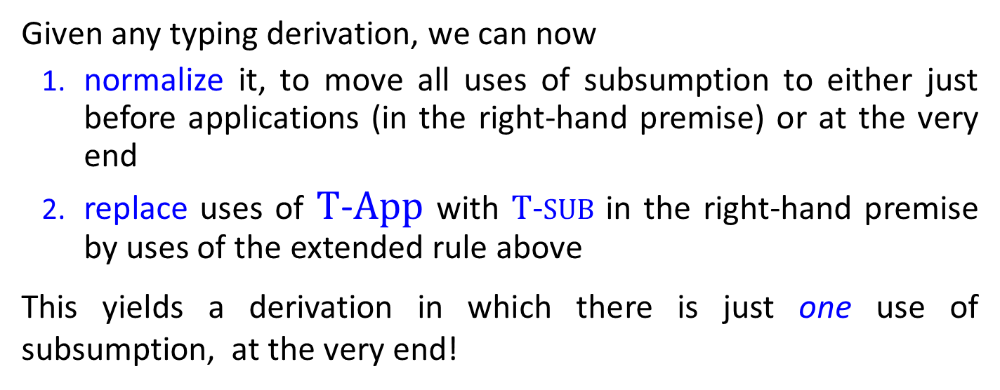 Given any typing derivation, we can now
1. normalize it, to move all uses of subsumption to either just
before applications (in the right-hand premise) or at the very
end
2. replace uses of T-App with T-SUB in the right-hand premise
by uses of the extended rule above
This yields a derivation in which there is just one use of
subsumption, at the very end!